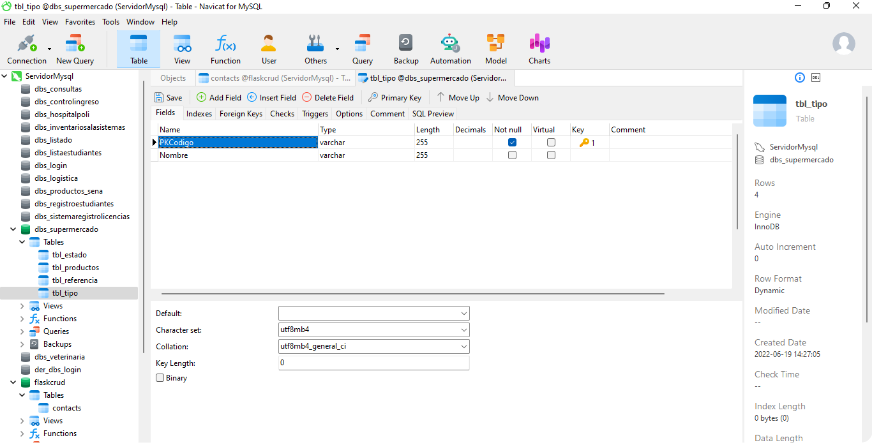 tbl_tipo @dbs_supermercado (ServidorMysql) - Table - Navicat for MySQL
File Edit View Favorites Tools Window Help
Connection New Query Table View Function User Others Query Backup Automation Model Charts
ServidorMysql
dbs_consultas
dbs_controlingreso
dbs_hospitalpoli
dbs_inventariosalasistemas
dbs_listado
dbs_listaestudiantes
dbs_login
dbs_logistica
dbs_productos_sena
dbs_registroestudiantes
dbs_sistemaregistrolicencias
dbs_supermercado
Tables
tbl_estado
tbl_productos
tbl_referencia
tbl_tipo
Views
Functions
Queries
Backups
dbs_veterinaria
der_dbs_login
flaskcrud
Tables
contacts
Views
Functions
Objects contacts @flaskcrud (ServidorMysql) - T... tbl_tipo @dbs_supermercado (Servidor...
Save Add Field Insert Field Delete Field Primary Key Move Up Move Down
Fields Indexes Foreign Keys Checks Triggers Options Comment SQL Preview
Name Type Length Decimals Not null Virtual Key Comment
PKCodigo varchar 255 1
Nombre varchar 255
Default:
Character set: utf8mb4
Collation: utf8mb4_general_ci
Key Length: 0
Binary
tbl_tipo
Table
ServidorMysql
dbs_supermercado
Rows
4
Engine
InnoDB
Auto Increment
0
Row Format
Dynamic
Modified Date
--
Created Date
2022-06-19 14:27:05
Check Time
--
Index Length
0 bytes (0)
Data Length